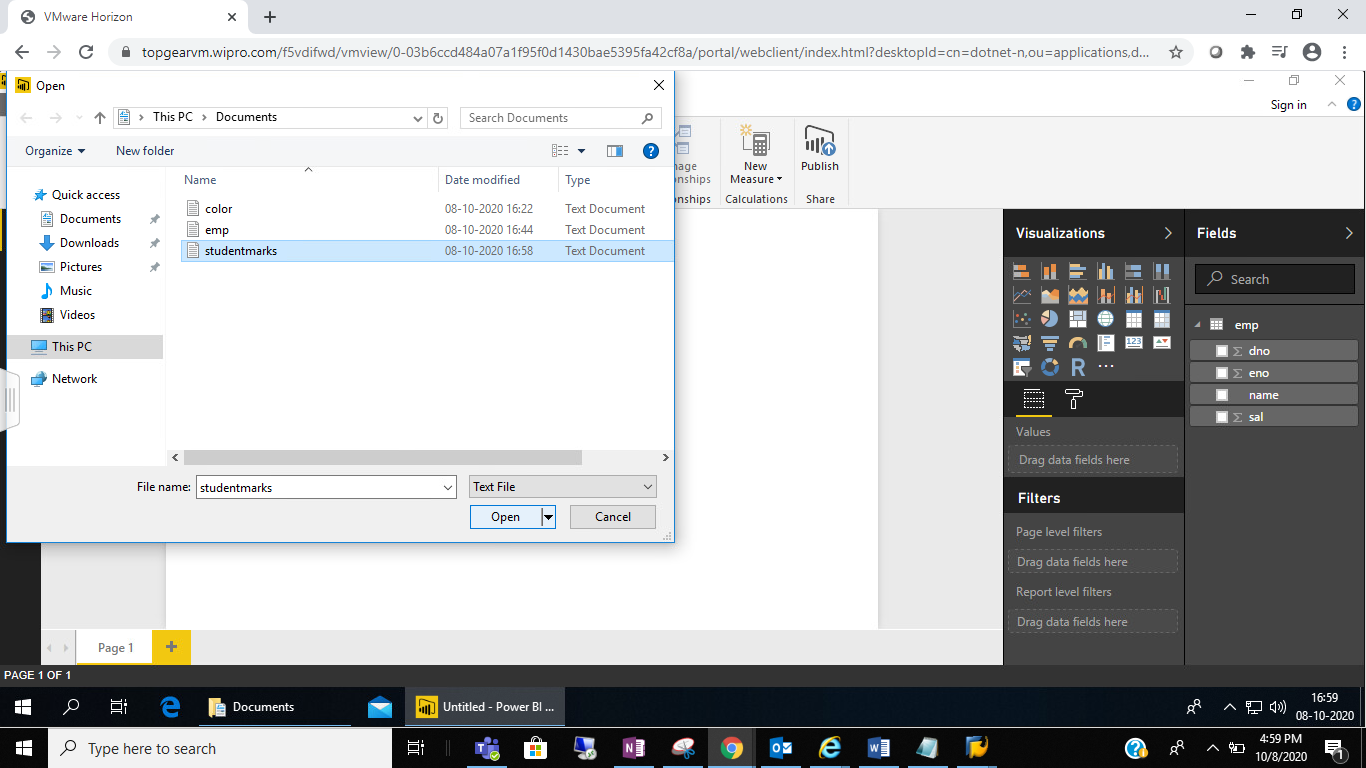 VMware Horizon
topgearvm.wipro.com/f5vdifwd/vmview/0-03b6ccd484a07a1f95f0d1430bae5395fa42cf8a/portal/webclient/index.html?desktopId=cn=dotnet-n,ou=applications,d...
Open
Sign in
This PC > Documents
Search Documents
Organize
New folder
Name
Date modified
Type
color 08-10-2020 16:22 Text Document
emp 08-10-2020 16:44 Text Document
studentmarks 08-10-2020 16:58 Text Document
Quick access
Documents
Downloads
Pictures
Music
Videos
This PC
Network
File name: studentmarks
Text File
Open
Cancel
nage
onships
onships
New
Measure
Calculations
Publish
Share
Visualizations
R
123
...
Values
Drag data fields here
Filters
Page level filters
Drag data fields here
Report level filters
Drag data fields here
Fields
Search
emp
Σ dno
Σ eno
name
Σ sal
Page 1
PAGE 1 OF 1
Documents
Untitled - Power BI ...
16:59
08-10-2020
Type here to search
4:59 PM
10/8/2020
1